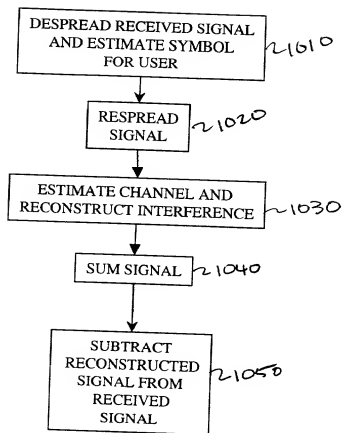 DESPREAD RECEIVED SIGNAL
AND ESTIMATE SYMBOL
FOR USER
1010
RESPREAD
SIGNAL
1020
ESTIMATE CHANNEL AND
RECONSTRUCT INTERFERENCE
1030
SUM SIGNAL
1040
SUBTRACT
RECONSTRUCTED
SIGNAL FROM
RECEIVED
SIGNAL
1050